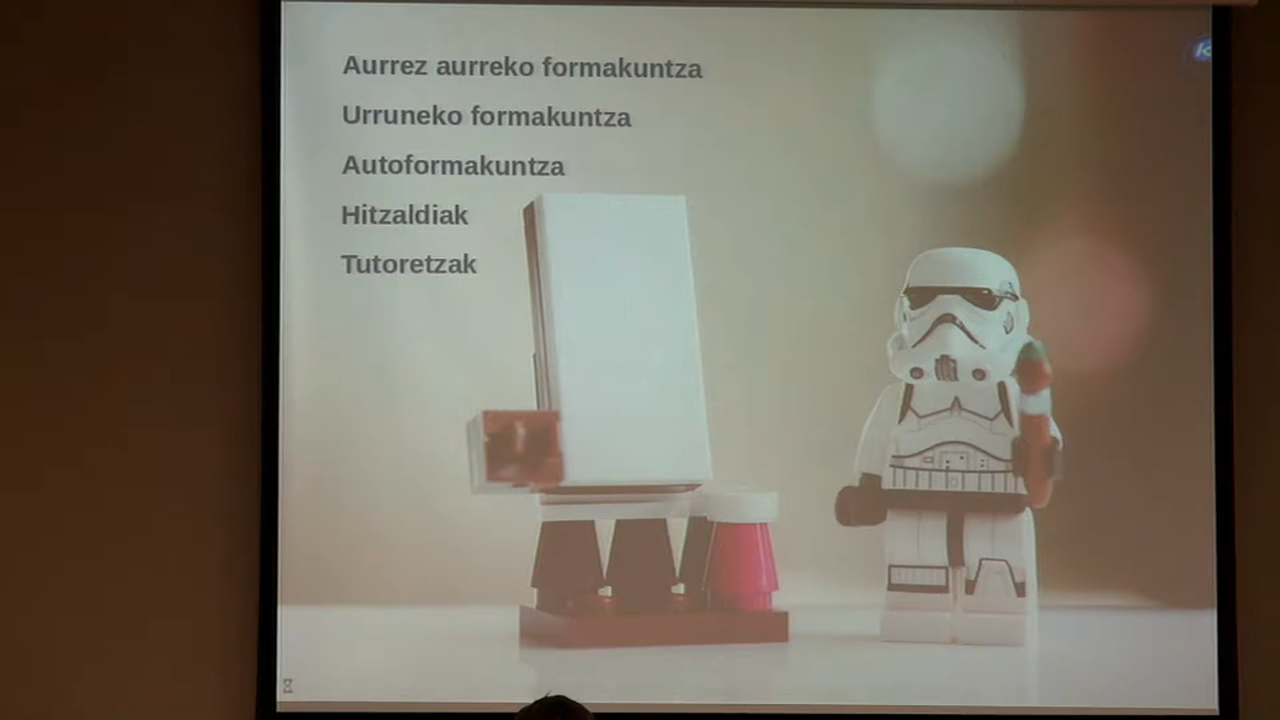 Aurrez aurreko formakuntza
Urruneko formakuntza
Autoformakuntza
Hitzaldiak
Tutoretzak